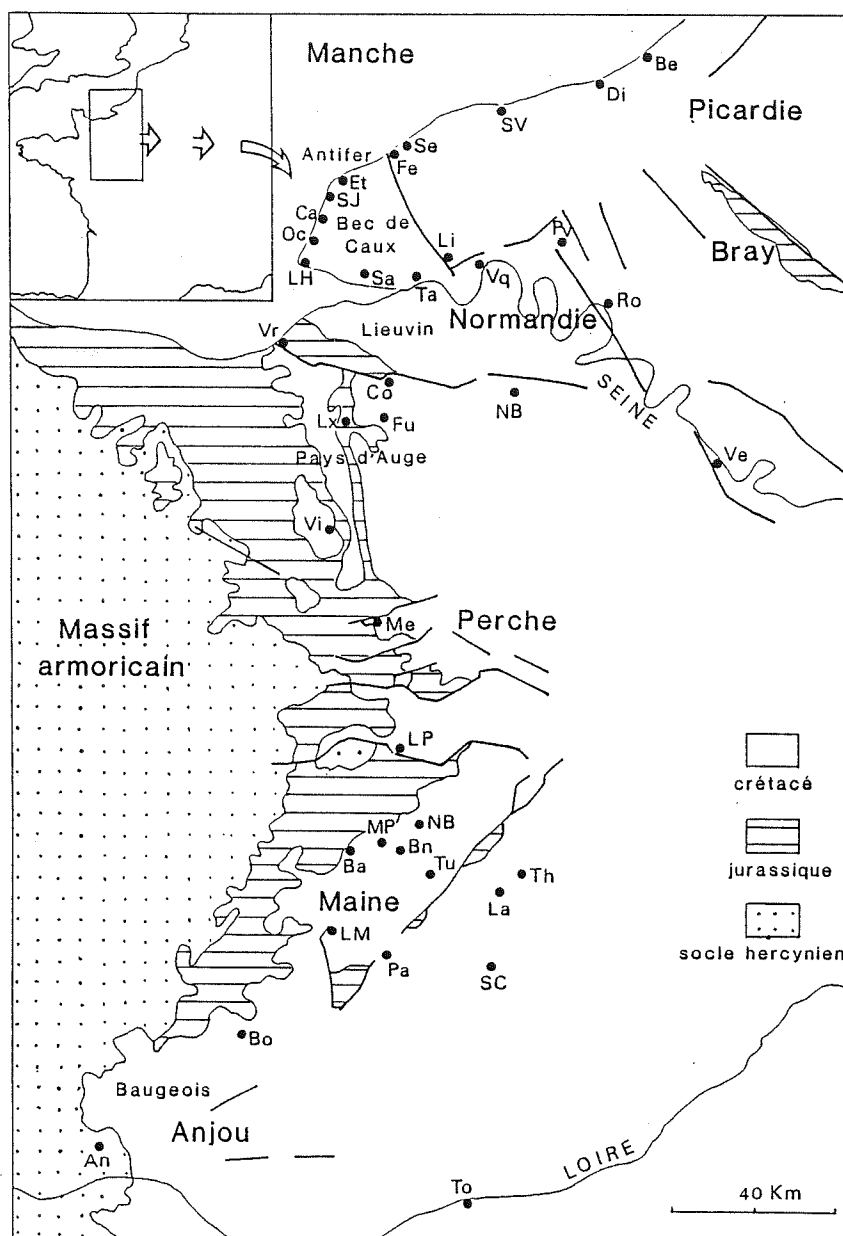 Manche
Be
Di
Picardie
SV
Se
Antifer
Fe
Et
SJ
Ca
Bec de
Caux
Oc
Li
PV
Bray
LH
Sa
Ta
Vq
Ro
Normandie
Vr
Lieuvin
SEINE
Co
NB
Lx
Fu
Pays d'Auge
Ve
Vi
Massif
armoricain
Me
Perche
LP
crétacé
NB
MP
Bn
Ba
Tu
Th
jurassique
La
Maine
LM
Pa
SC
socle hercynien
Bo
Baugeois
Anjou
An
LOIRE
To
40 Km